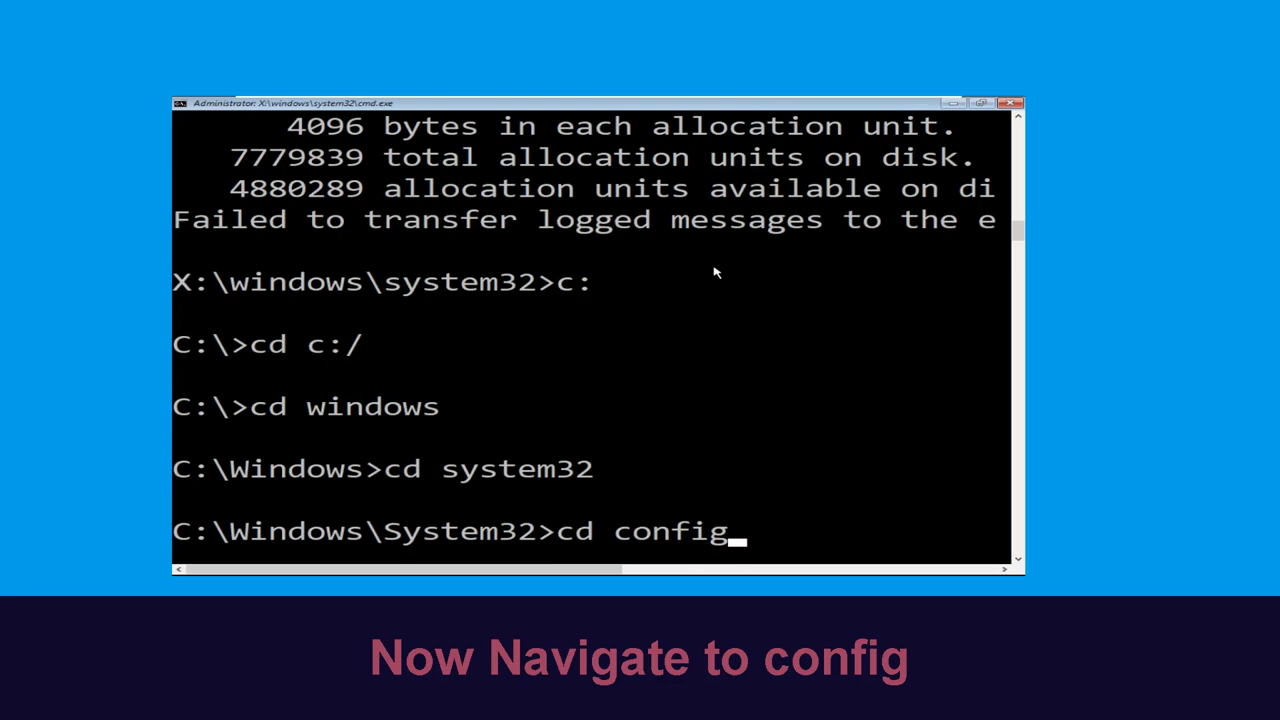 Administrator: X:\windows\system32\cmd.exe
4096 bytes in each allocation unit.
7779839 total allocation units on disk.
4880289 allocation units available on di
Failed to transfer logged messages to the e
X:\windows\system32>c:
C:\>cd c:/
C:\>cd windows
C:\Windows>cd system32
C:\Windows\System32>cd config
Now Navigate to config